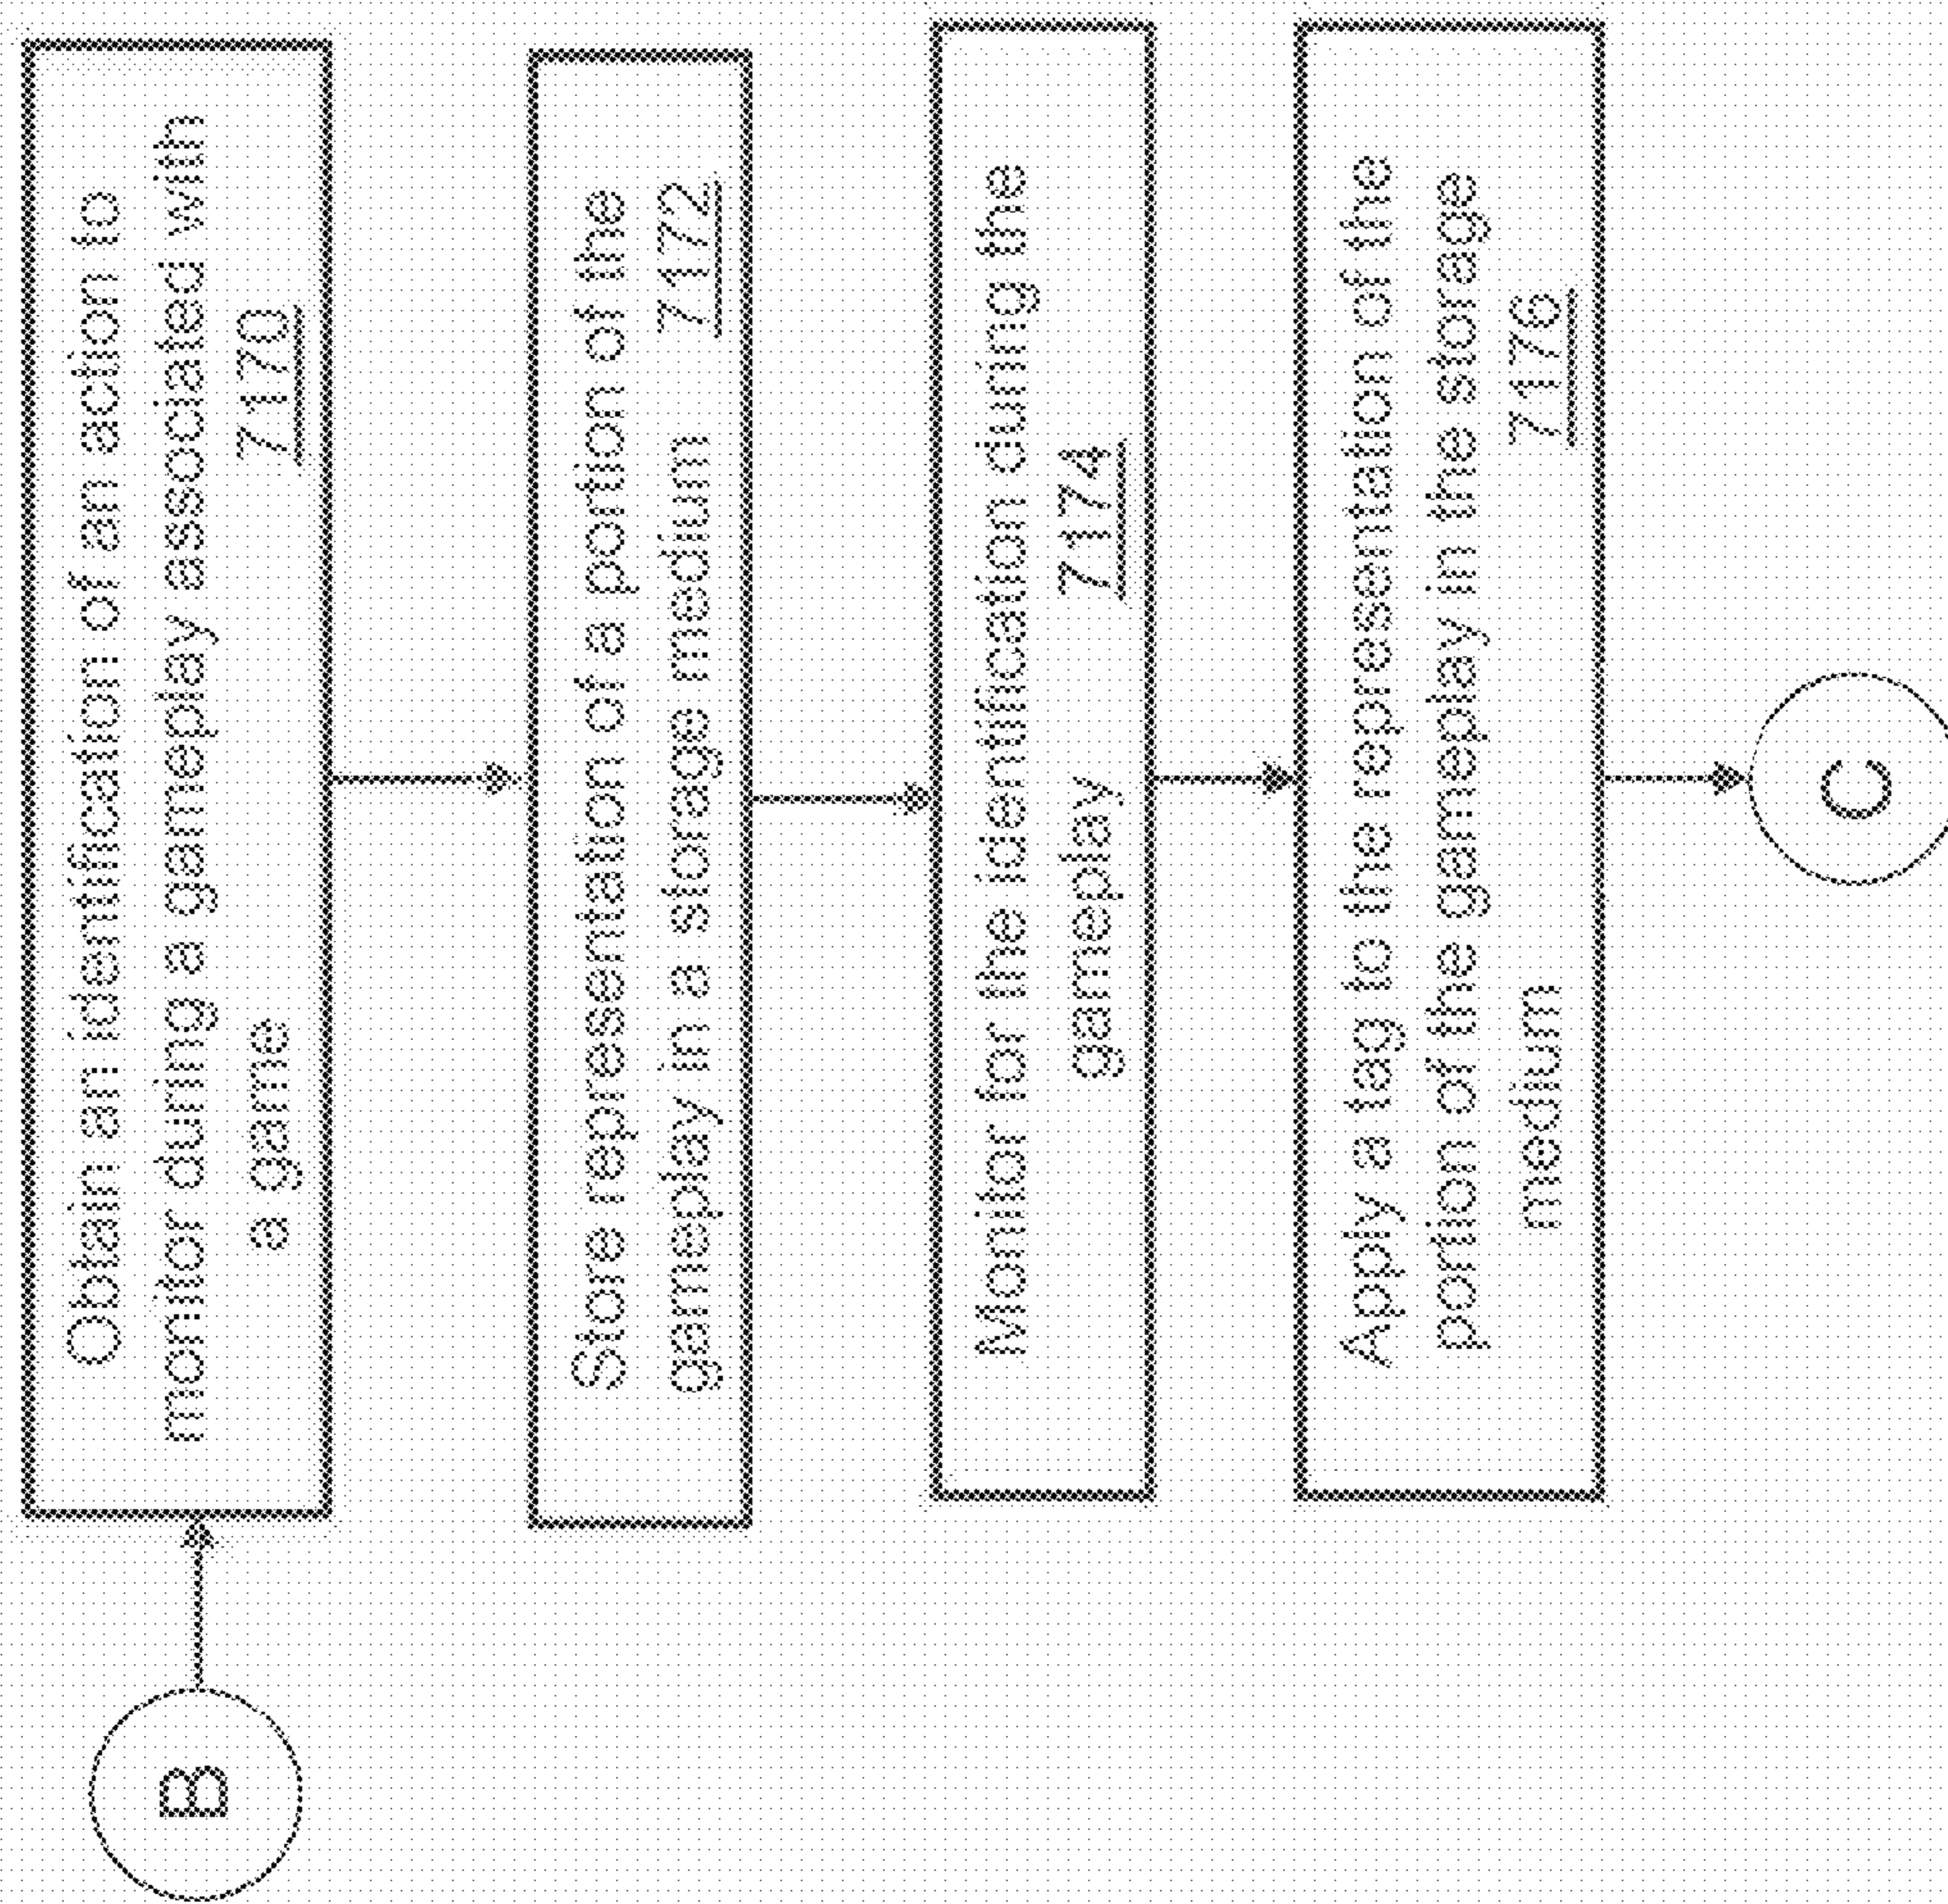 B
Obtain an identification of an action to
monitor during a gameplay associated with
a game 7170
Store representation of a portion of the
gameplay in a storage medium 7172
Monitor for the identification during the
gameplay 7174
Apply a tag to the representation of the
portion of the gameplay in the storage
medium 7176
C